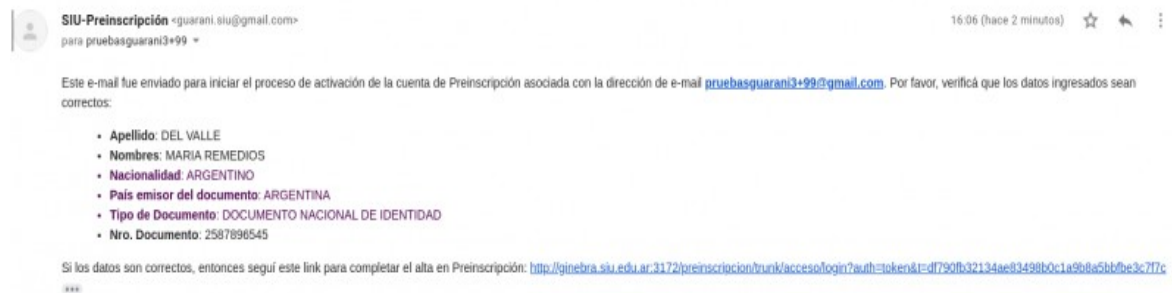 SIU-Preinscripción <guarani.siu@gmail.com>
16:06 (hace 2 minutos)
para pruebasguarani3+99
Este e-mail fue enviado para iniciar el proceso de activación de la cuenta de Preinscripción asociada con la dirección de e-mail pruebasguarani3+99@gmail.com. Por favor, verificá que los datos ingresados sean
correctos:
• Apellido: DEL VALLE
• Nombres: MARIA REMEDIOS
• Nacionalidad: ARGENTINO
• País emisor del documento: ARGENTINA
• Tipo de Documento: DOCUMENTO NACIONAL DE IDENTIDAD
• Nro. Documento: 2587896545
Si los datos son correctos, entonces seguí este link para completar el alta en Preinscripción: http://ginebra.siu.edu.ar:3172/preinscripcion/trunk/acceso/login?auth=token&t=df790fb32134ae83498b0c1a9b8a5bbfbe3c7f7c